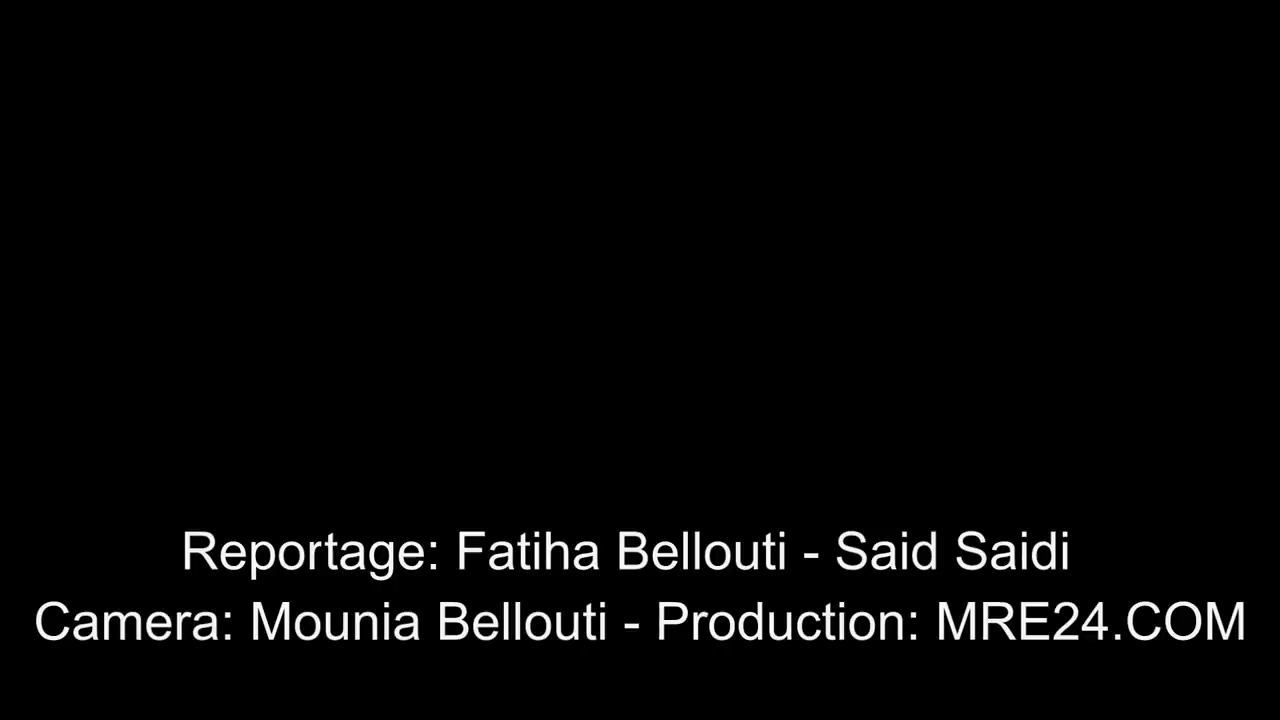 Reportage: Fatiha Bellouti - Said Saidi
Camera: Mounia Bellouti - Production: MRE24.COM